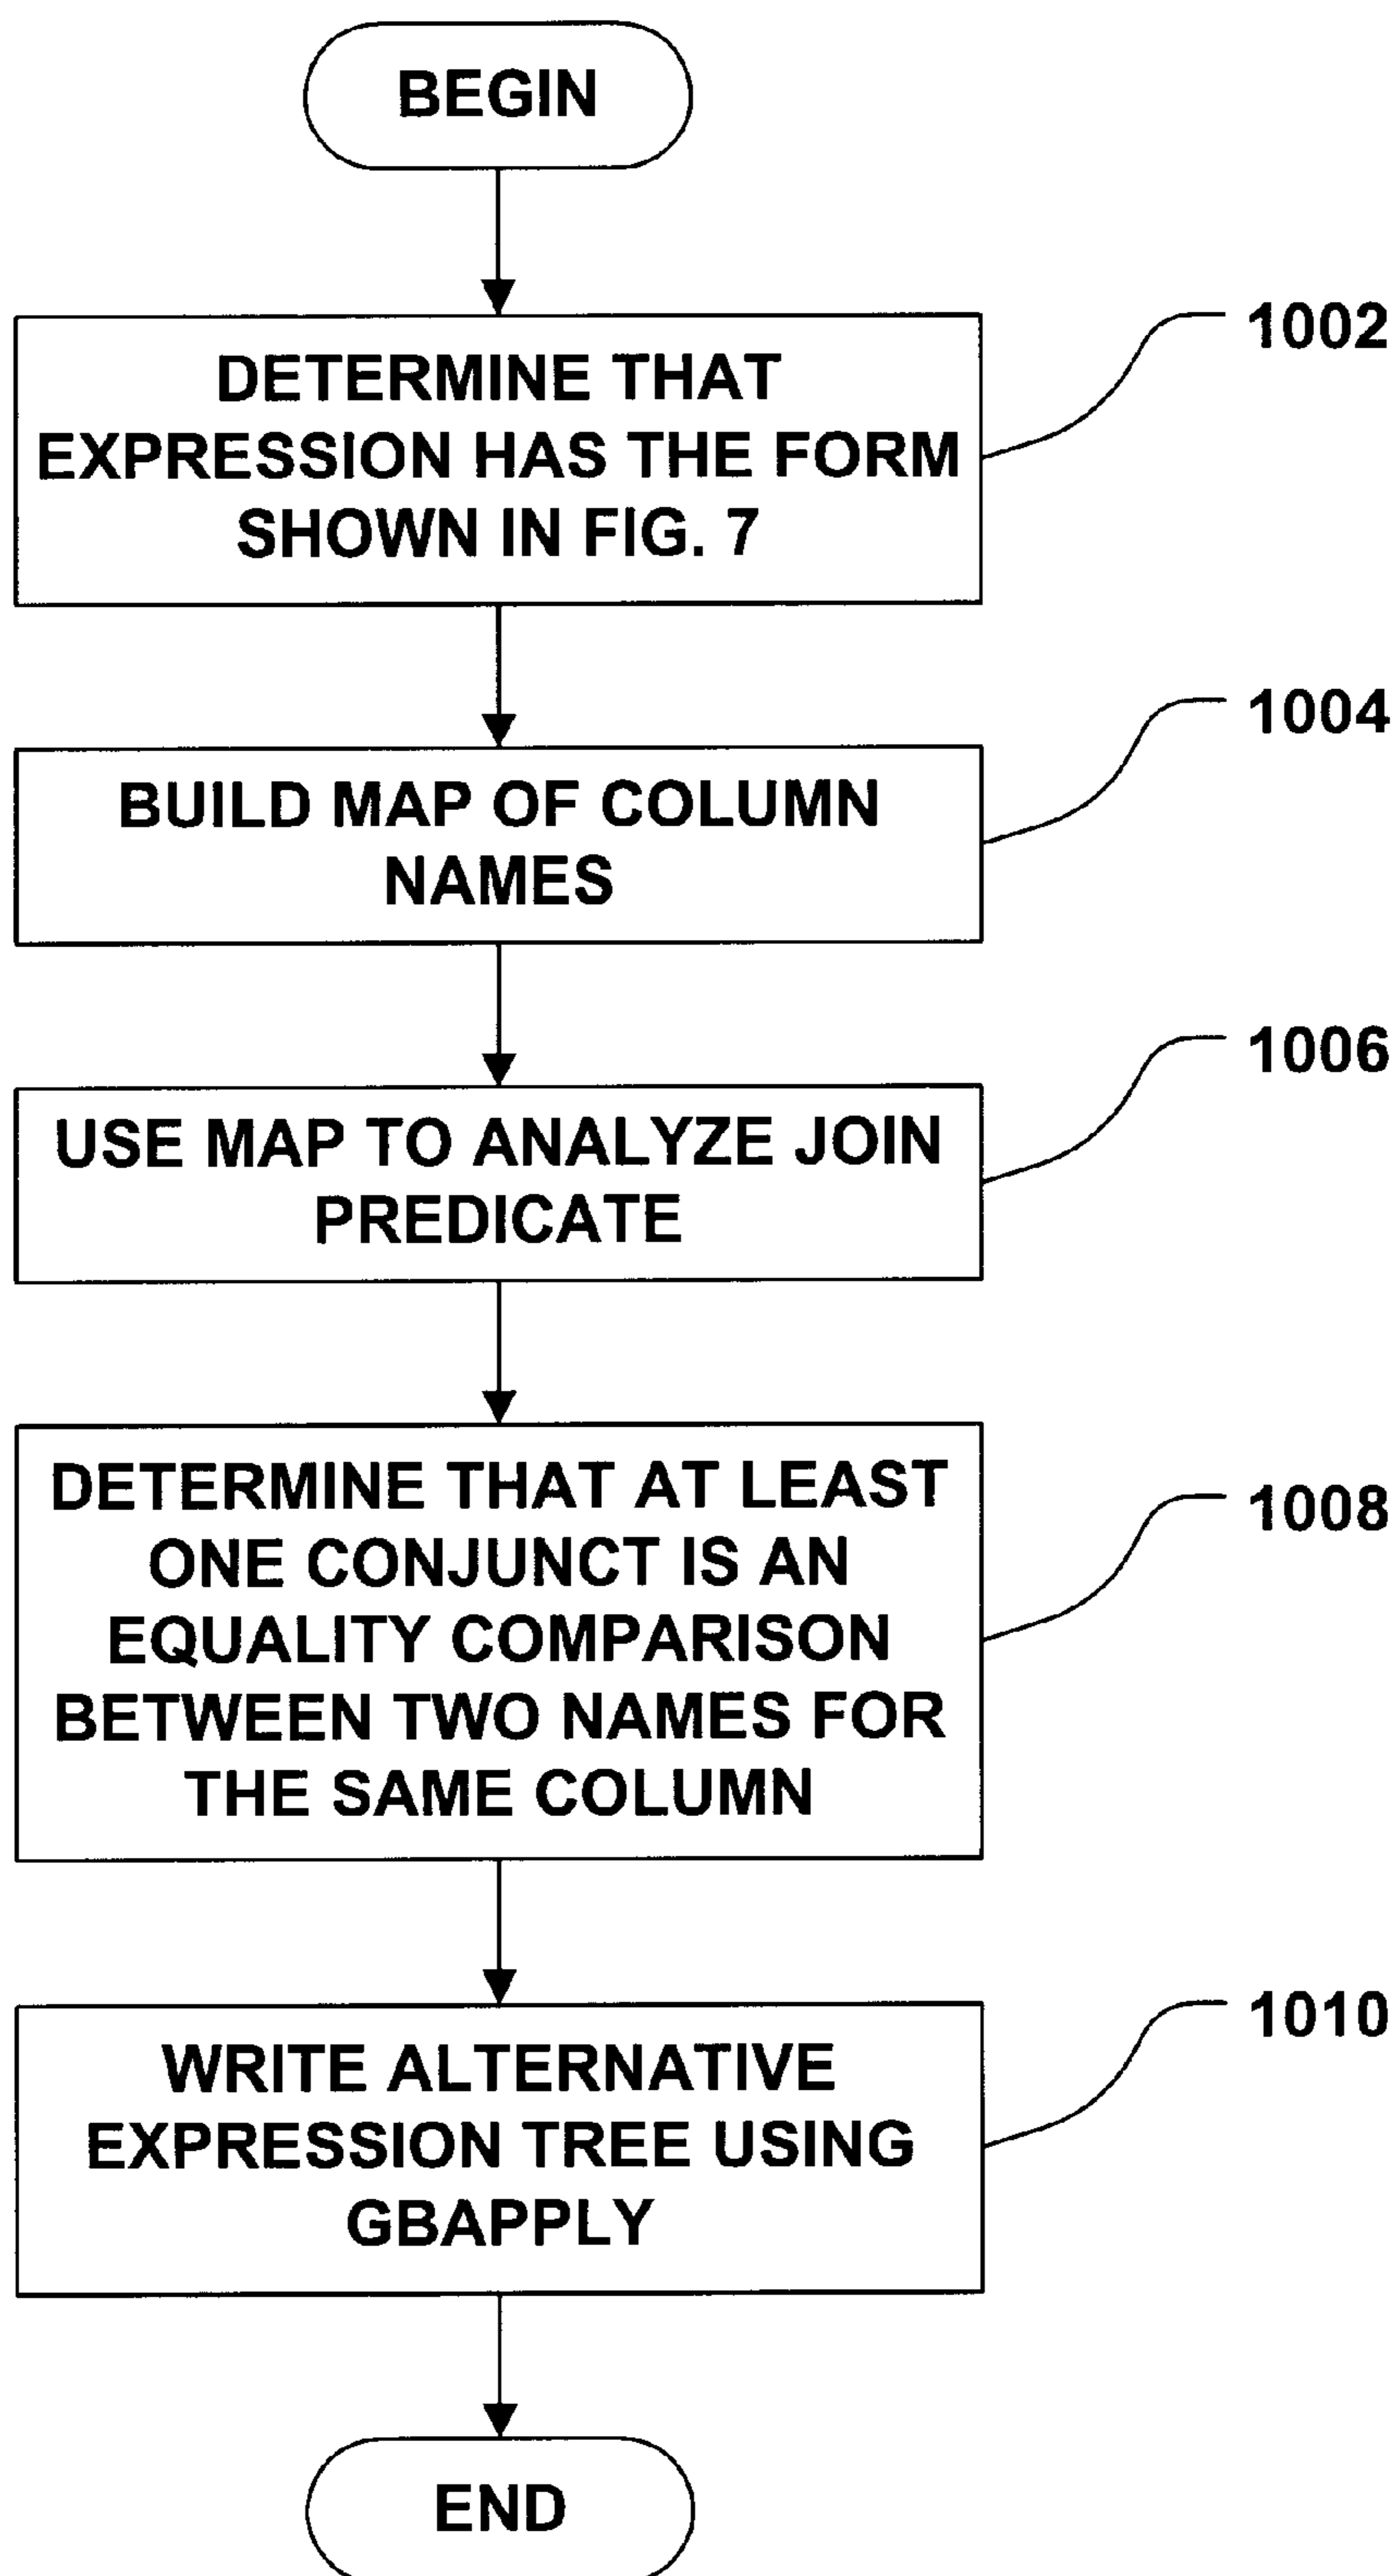 BEGIN
DETERMINE THAT
EXPRESSION HAS THE FORM
SHOWN IN FIG. 7
1002
BUILD MAP OF COLUMN
NAMES
1004
USE MAP TO ANALYZE JOIN
PREDICATE
1006
DETERMINE THAT AT LEAST
ONE CONJUNCT IS AN
EQUALITY COMPARISON
BETWEEN TWO NAMES FOR
THE SAME COLUMN
1008
WRITE ALTERNATIVE
EXPRESSION TREE USING
GBAPPLY
1010
END